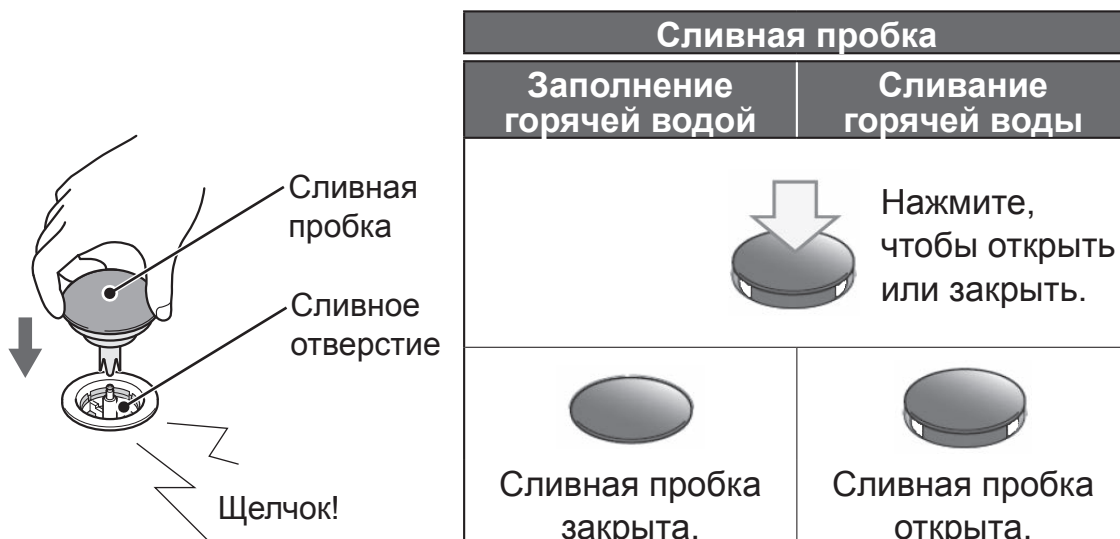 Сливная
пробка
Сливное
отверстие
Щелчок!
Сливная пробка
Заполнение
горячей водой
Сливание
горячей воды
Нажмите,
чтобы открыть
или закрыть.
Сливная пробка
закрыта.
Сливная пробка
открыта.